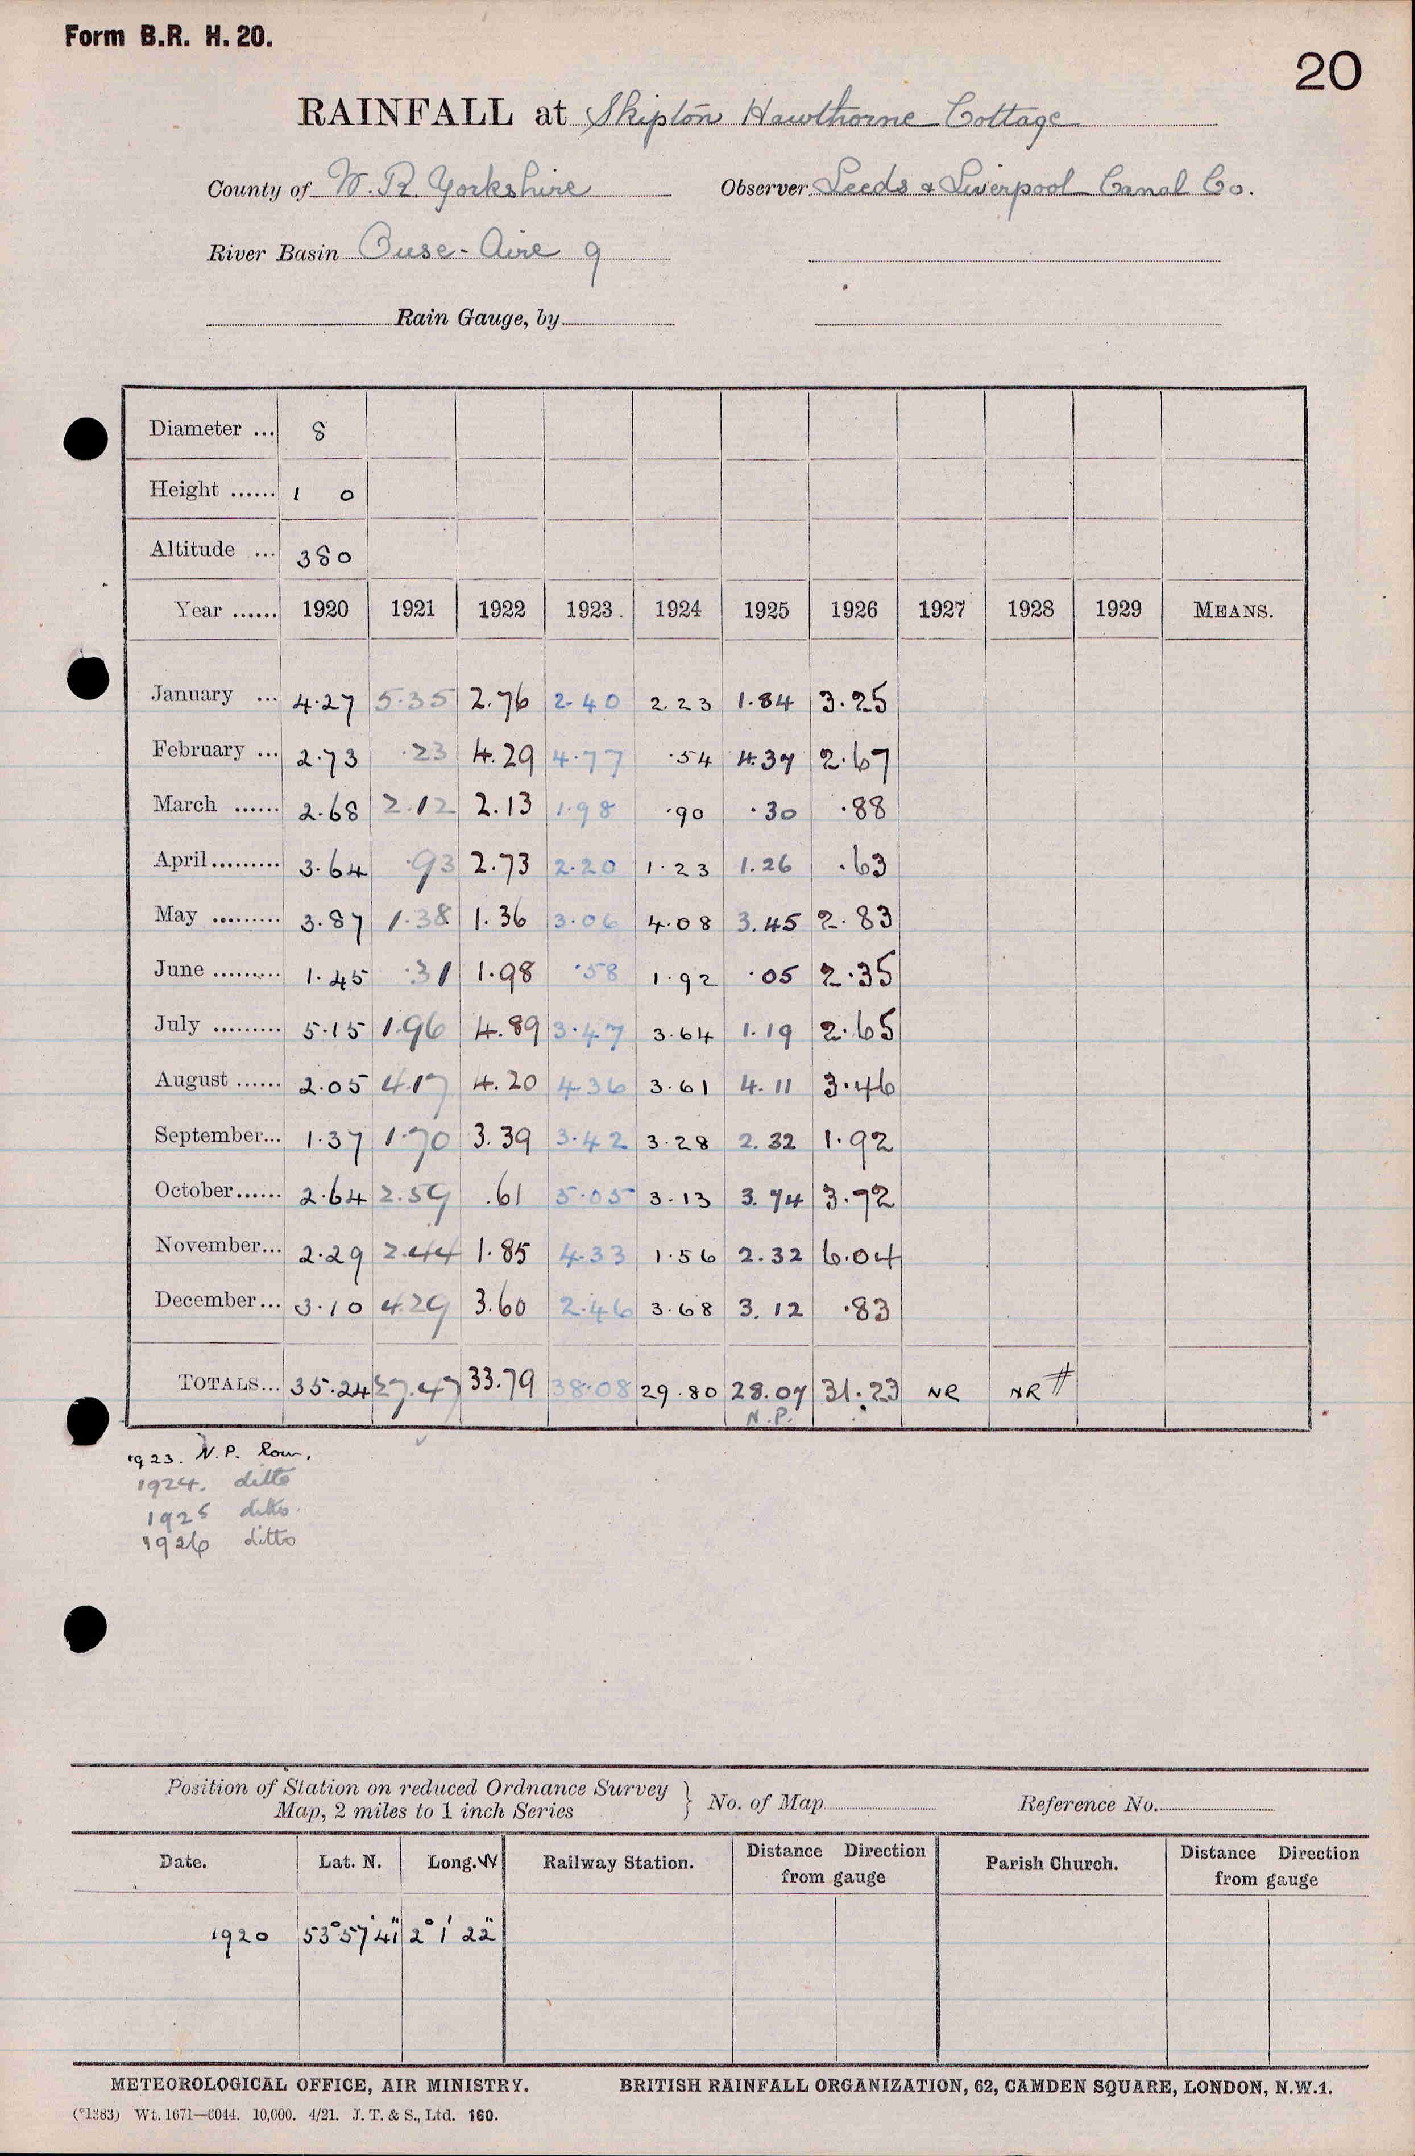 Form B.R. H. 20.
20
RAINFALL at Skipton Hawthorne Cottage
County of W. R. Yorkshire Observer Leeds & Liverpool Canal Co.
River Basin Ouse-Aire 9
Rain Gauge, by
Diameter ... 8
Height ...... 1 0
Altitude ... 380
Year ...... 1920 1921 1922 1923 1924 1925 1926 1927 1928 1929 MEANS.
January ... 4.27 5.35 2.76 2.40 2.23 1.84 3.25
February ... 2.73 .23 4.29 4.77 .54 4.37 2.67
March ...... 2.68 2.12 2.13 1.98 .90 .30 .88
April......... 3.64 .93 2.73 2.20 1.23 1.26 .63
May ......... 3.87 1.38 1.36 3.06 4.08 3.45 2.83
June ......... 1.45 .31 1.98 .58 1.92 .05 2.35
July ......... 5.15 1.96 4.89 3.47 3.64 1.19 2.65
August ...... 2.05 4.17 4.20 4.36 3.61 4.11 3.46
September... 1.37 1.70 3.39 3.42 3.28 2.32 1.92
October...... 2.64 2.59 .61 5.05 3.13 3.74 3.72
November... 2.29 2.44 1.85 4.33 1.56 2.32 6.04
December... 3.10 4.29 3.60 2.46 3.68 3.12 .83
TOTALS... 35.24 27.47 33.79 38.08 29.80 28.07 31.23 NR NR #
N.P.
1923. N.P. Low.
1924. ditto
1925 ditto.
1926 ditto
Position of Station on reduced Ordnance Survey
Map, 2 miles to 1 inch Series } No. of Map Reference No.
Date. Lat. N. Long. W Railway Station. Distance Direction from gauge Parish Church. Distance Direction from gauge
1920 53° 57' 41" 2° 1' 22"
METEOROLOGICAL OFFICE, AIR MINISTRY. BRITISH RAINFALL ORGANIZATION, 62, CAMDEN SQUARE, LONDON, N.W.1.
(*1383) Wt. 1671—6044. 10,000. 4/21. J. T. & S., Ltd. 160.